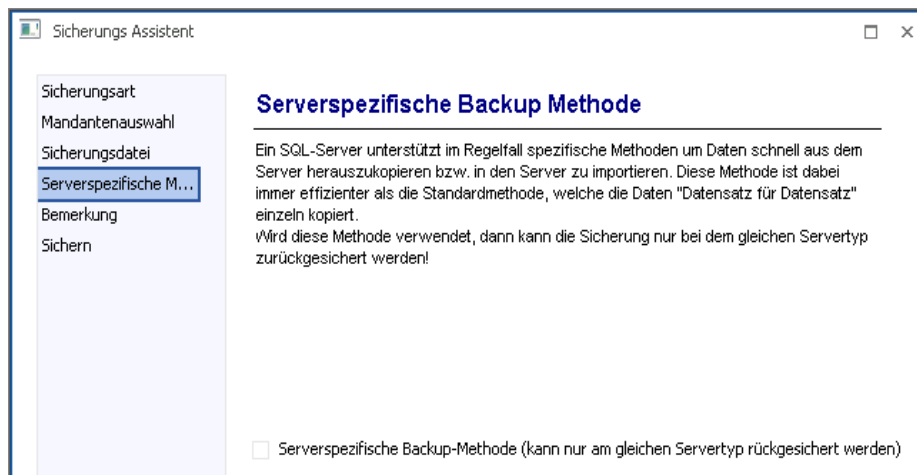 Sicherungs Assistent
Sicherungsart
Mandantenauswahl
Sicherungsdatei
Serverspezifische M...
Bemerkung
Sichern
Serverspezifische Backup Methode
Ein SQL-Server unterstützt im Regelfall spezifische Methoden um Daten schnell aus dem
Server herauszukopieren bzw. in den Server zu importieren. Diese Methode ist dabei
immer effizienter als die Standardmethode, welche die Daten "Datensatz für Datensatz"
einzeln kopiert.
Wird diese Methode verwendet, dann kann die Sicherung nur bei dem gleichen Servertyp
zurückgesichert werden!
Serverspezifische Backup-Methode (kann nur am gleichen Servertyp rückgesichert werden)